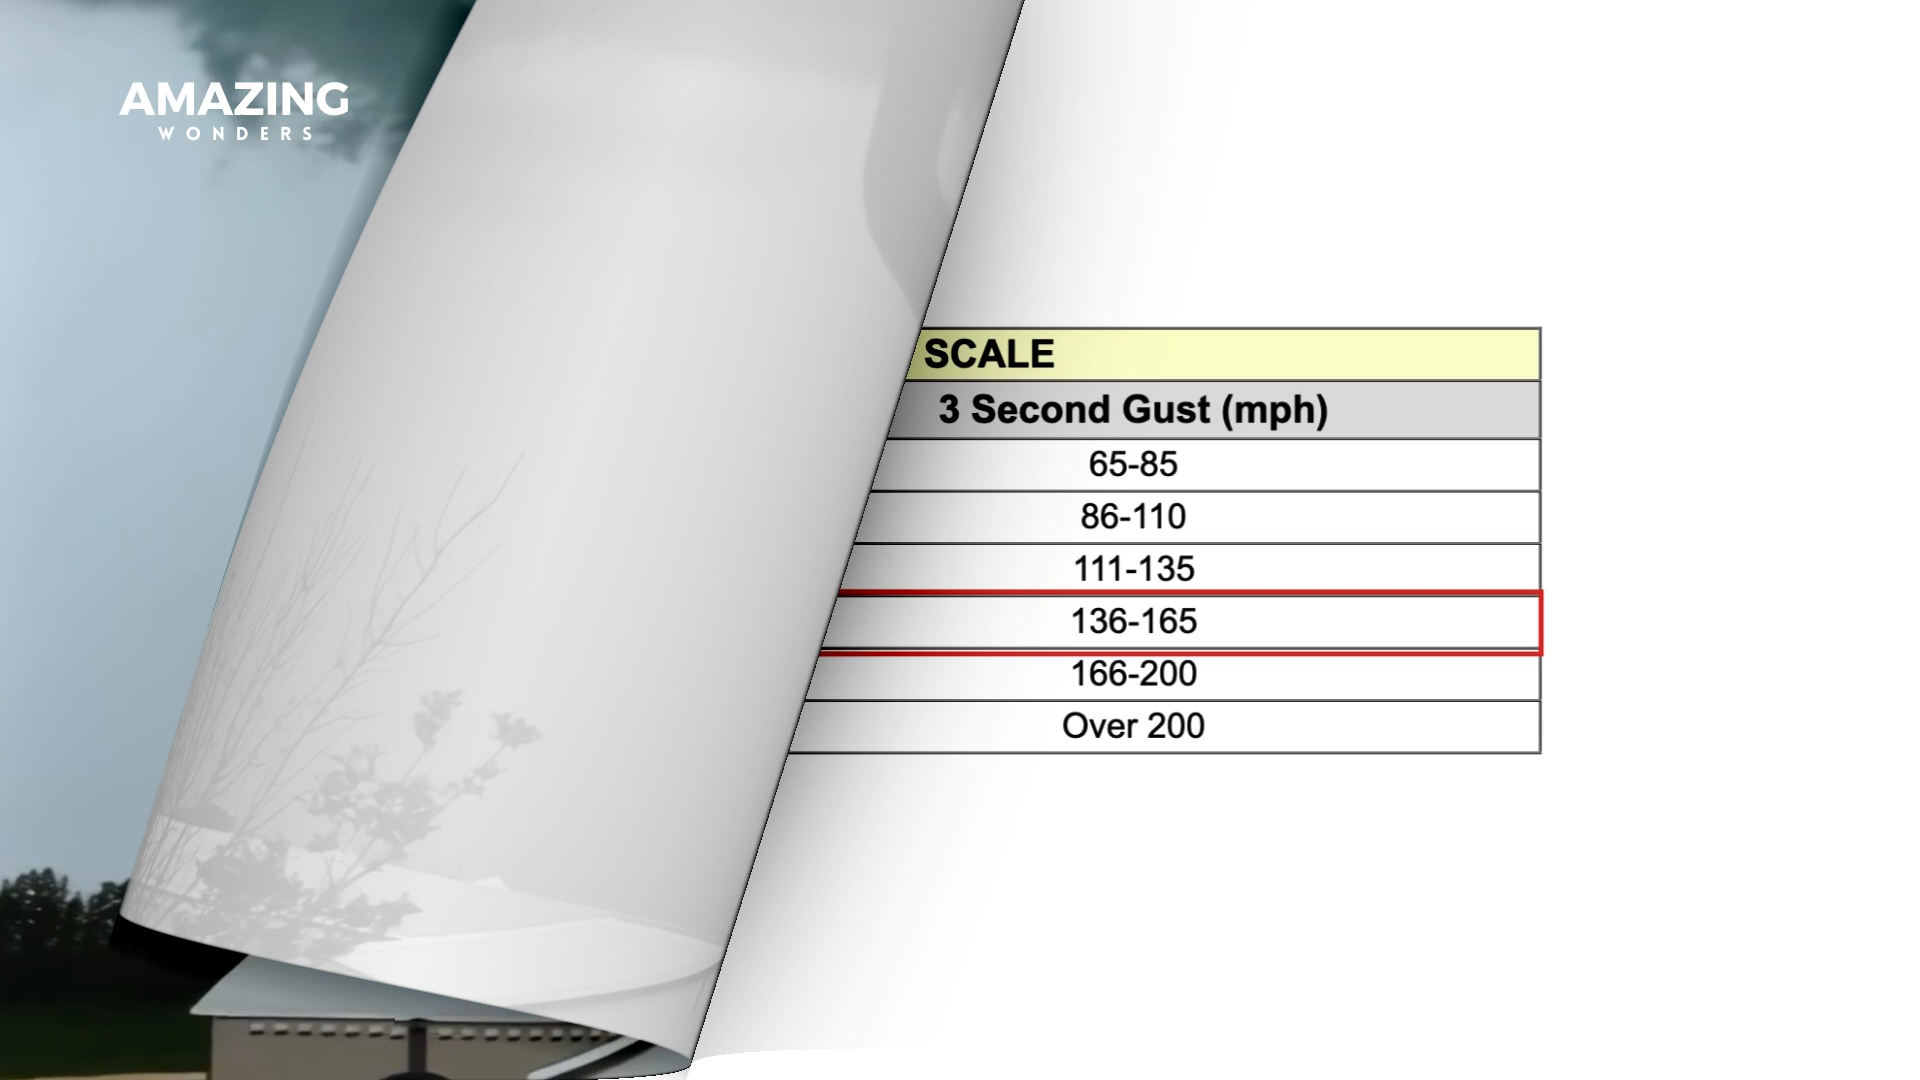 AMAZING
WONDERS
SCALE
3 Second Gust (mph)
65-85
86-110
111-135
136-165
166-200
Over 200